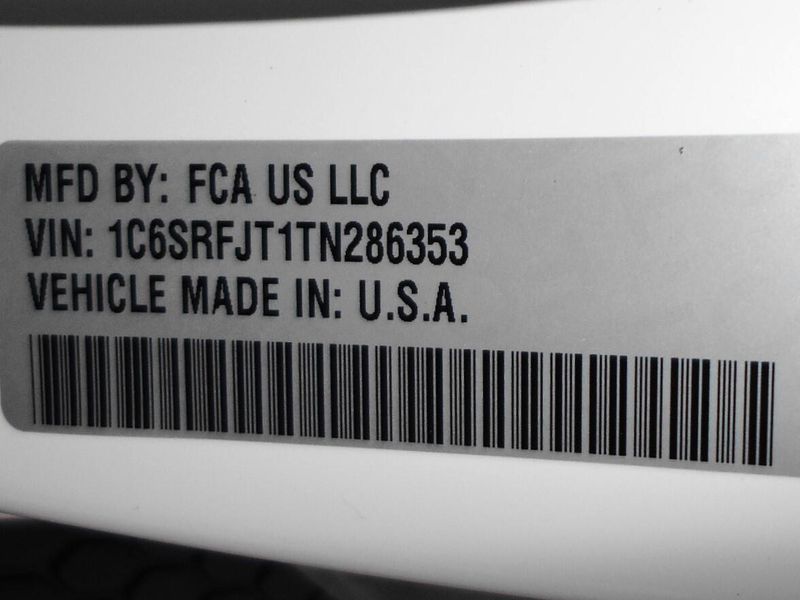 MFD BY: FCA US LLC
VIN: 1C6SRFJT1TN286353
VEHICLE MADE IN: U.S.A.